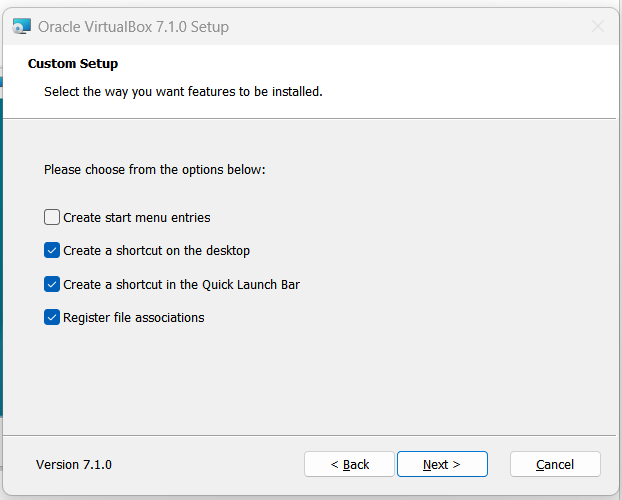 Oracle VirtualBox 7.1.0 Setup
Custom Setup
Select the way you want features to be installed.
Please choose from the options below:
Create start menu entries
Create a shortcut on the desktop
Create a shortcut in the Quick Launch Bar
Register file associations
Version 7.1.0
< Back
Next >
Cancel